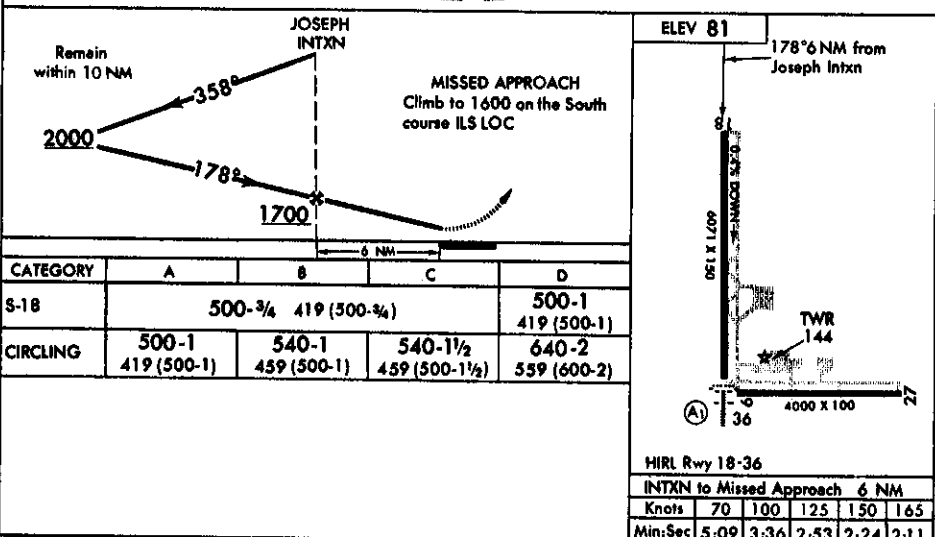 JOSEPH
INTXN
Remain
within 10 NM
358°
MISSED APPROACH
Climb to 1600 on the South
course ILS LOC
2000
178°
1700
6 NM
CATEGORY A B C D
S-18 500-¾ 419 (500-¾) 500-1
419 (500-1)
CIRCLING 500-1 540-1 540-1½ 640-2
419 (500-1) 459 (500-1) 459 (500-1½) 559 (600-2)
ELEV 81
178°6 NM from
Joseph Intxn
18
0.4% DOWN
6071 X 150
TWR
144
4000 X 100
9
27
A1
36
HIRL Rwy 18-36
INTXN to Missed Approach 6 NM
Knots 70 100 125 150 165
Min:Sec 5:09 3:36 2:53 2:24 2:11